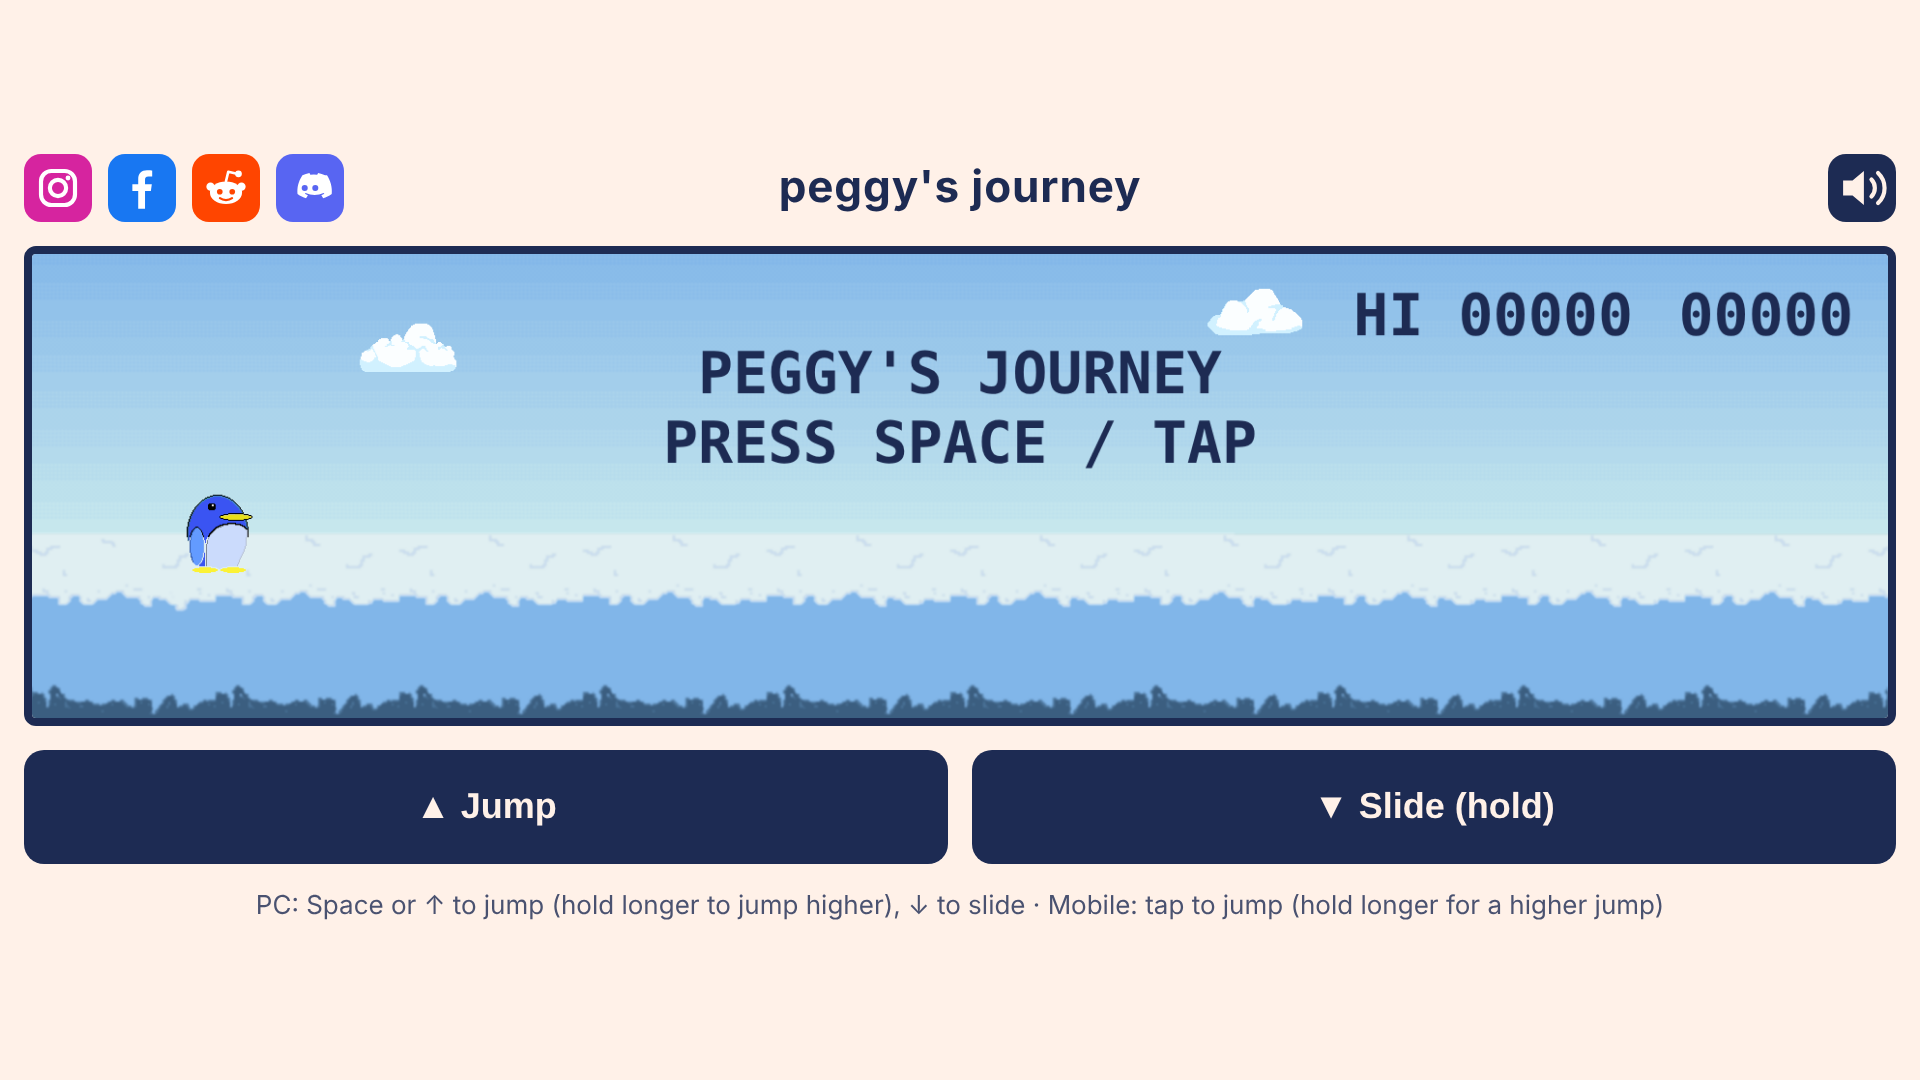 peggy's journey
HI 00000 00000
PEGGY'S JOURNEY
PRESS SPACE / TAP
▲ Jump
▼ Slide (hold)
PC: Space or ↑ to jump (hold longer to jump higher), ↓ to slide · Mobile: tap to jump (hold longer for a higher jump)